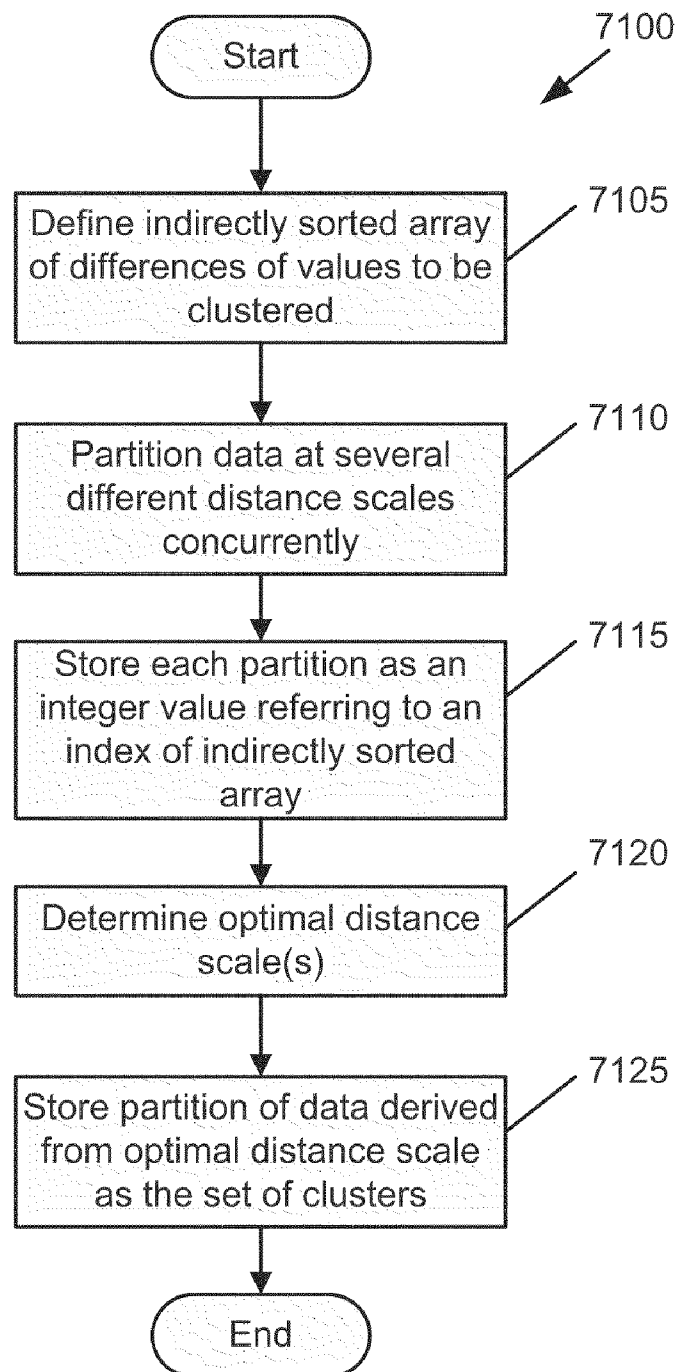 Start
7100
Define indirectly sorted array
of differences of values to be
clustered
7105
Partition data at several
different distance scales
concurrently
7110
Store each partition as an
integer value referring to an
index of indirectly sorted
array
7115
Determine optimal distance
scale(s)
7120
Store partition of data derived
from optimal distance scale
as the set of clusters
7125
End